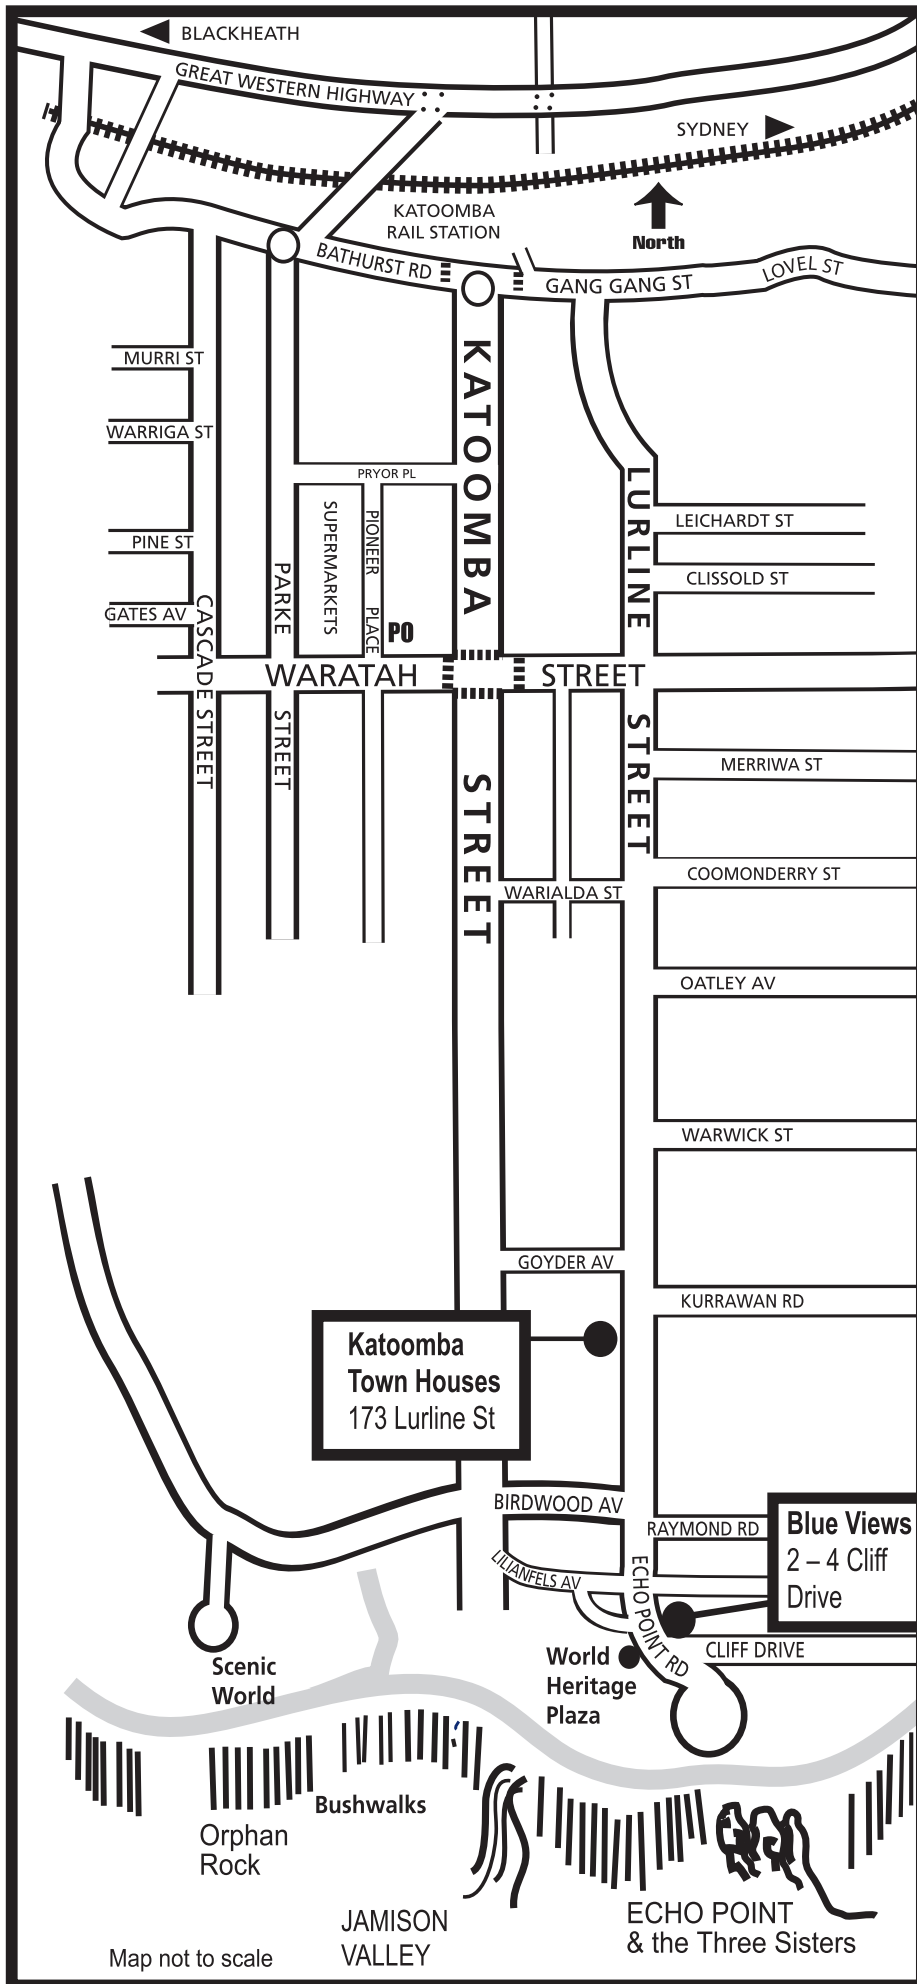 BLACKHEATH
GREAT WESTERN HIGHWAY
SYDNEY
KATOOMBA
RAIL STATION
North
BATHURST RD
GANG GANG ST
LOVEL ST
MURRI ST
WARRIGA ST
PINE ST
GATES AV
CASCADE STREET
PARKE STREET
PRYOR PL
SUPERMARKETS
PIONEER PLACE
PO
KATOOMBA STREET
LURLINE STREET
LEICHARDT ST
CLISSOLD ST
WARATAH STREET
MERRIWA ST
COOMONDERRY ST
WARIALDA ST
OATLEY AV
WARWICK ST
GOYDER AV
KURRAWAN RD
Katoomba
Town Houses
173 Lurline St
BIRDWOOD AV
RAYMOND RD
Blue Views
2 – 4 Cliff
Drive
LILIANFELS AV
ECHO POINT RD
CLIFF DRIVE
World
Heritage
Plaza
Scenic
World
Bushwalks
Orphan
Rock
JAMISON
VALLEY
ECHO POINT
& the Three Sisters
Map not to scale